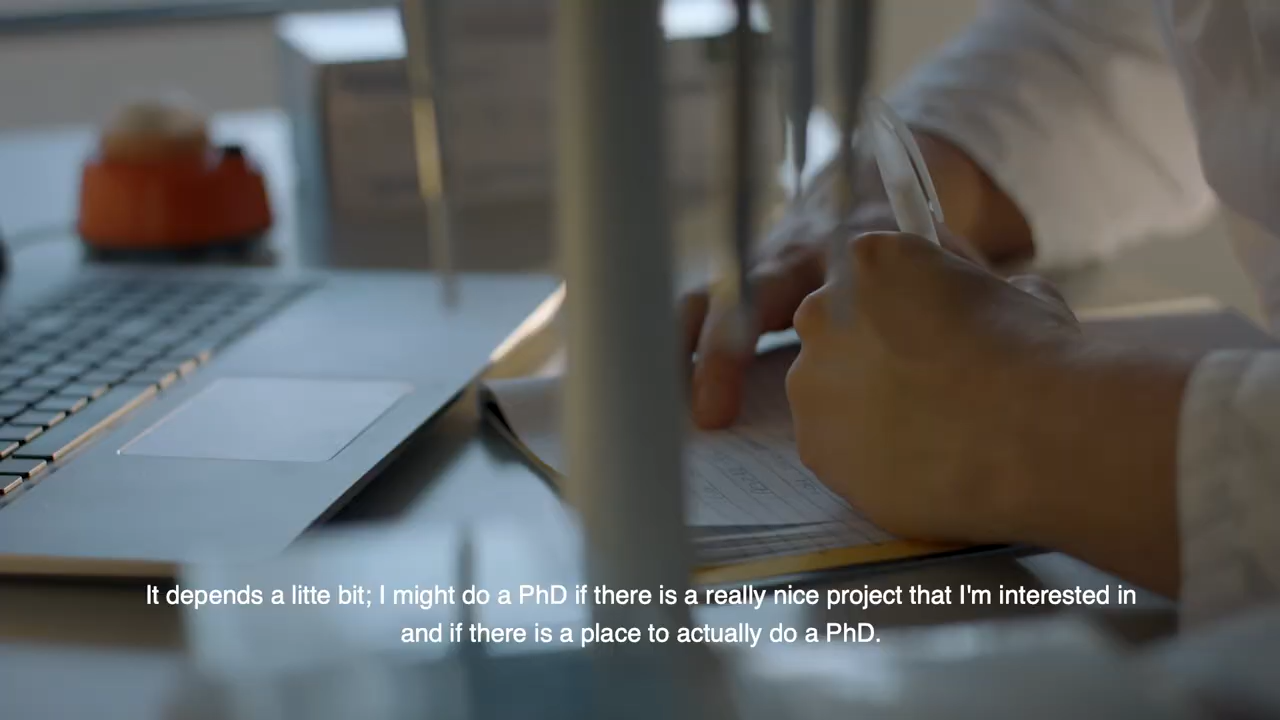 It depends a litte bit; I might do a PhD if there is a really nice project that I'm interested in
and if there is a place to actually do a PhD.